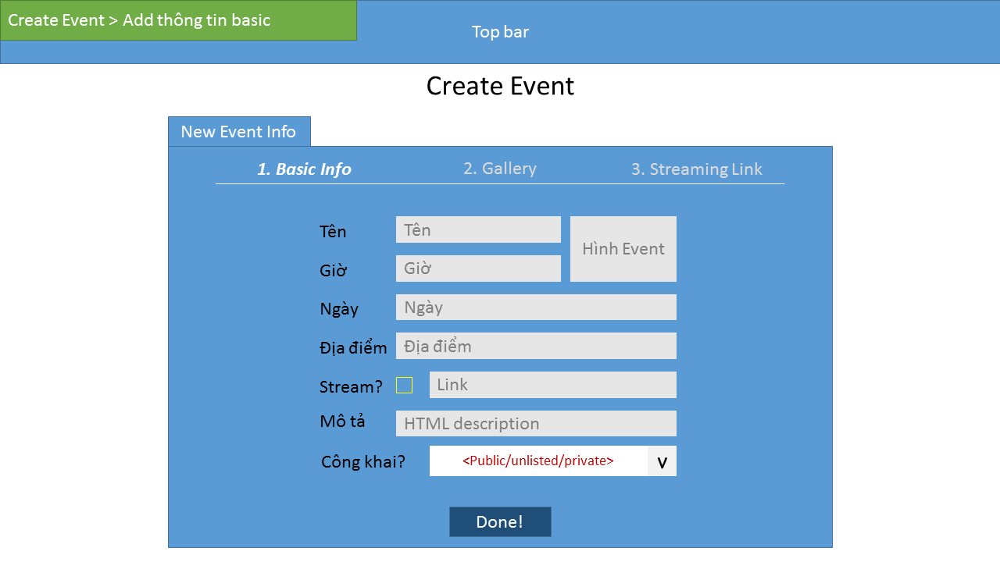 Create Event > Add thông tin basic
Top bar
Create Event
New Event Info
1. Basic Info
2. Gallery
3. Streaming Link
Tên
Tên
Hình Event
Giờ
Giờ
Ngày
Ngày
Địa điểm
Địa điểm
Stream?
Link
Mô tả
HTML description
Công khai?
<Public/unlisted/private>
V
Done!